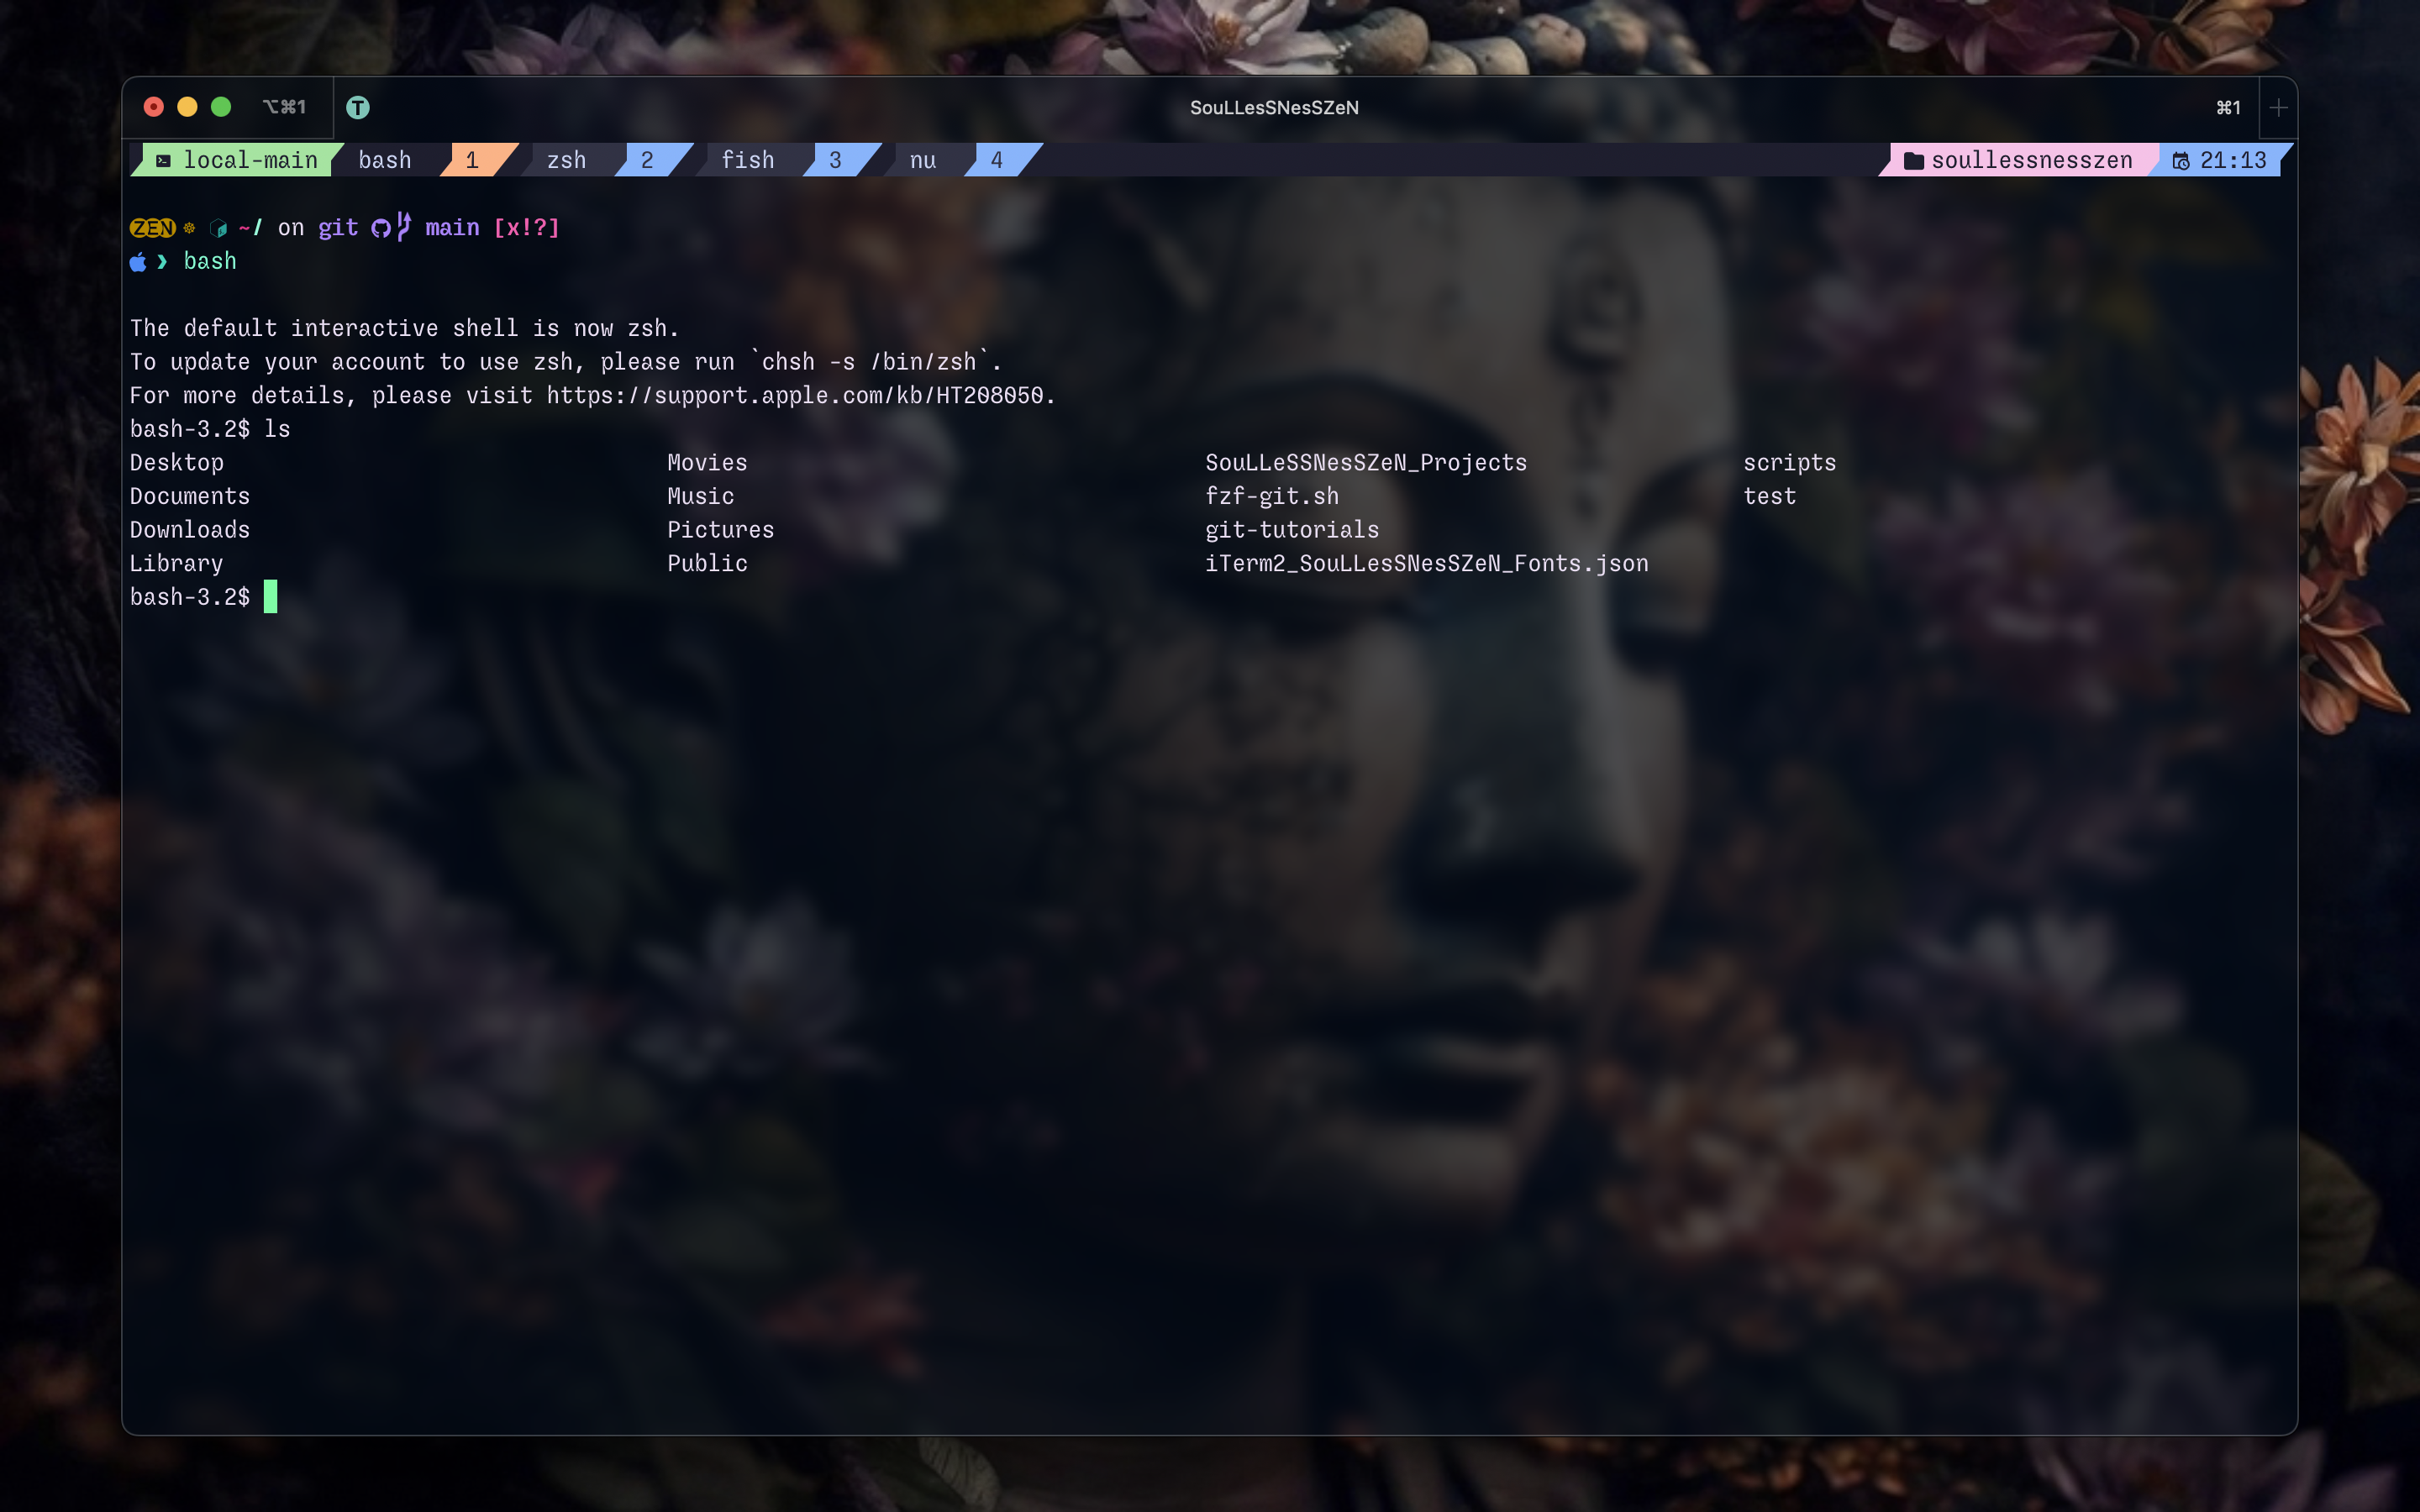 ⌥⌘1 T SouLLesSNesSZeN ⌘1 +
local-main bash 1 zsh 2 fish 3 nu 4 soullessnesszen 21:13
ZEN ~/ on git main [x!?]
❯ bash
The default interactive shell is now zsh.
To update your account to use zsh, please run `chsh -s /bin/zsh`.
For more details, please visit https://support.apple.com/kb/HT208050.
bash-3.2$ ls
Desktop Movies SouLLeSSNesSZeN_Projects scripts
Documents Music fzf-git.sh test
Downloads Pictures git-tutorials
Library Public iTerm2_SouLLesSNesSZeN_Fonts.json
bash-3.2$